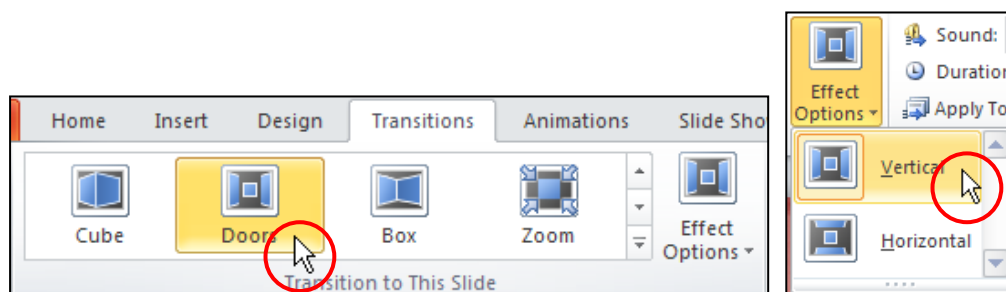 Home Insert Design Transitions Animations Slide Sho
Cube Doors Box Zoom Effect Options
Transition to This Slide
Sound:
Duration
Effect Options
Apply To
Vertical
Horizontal